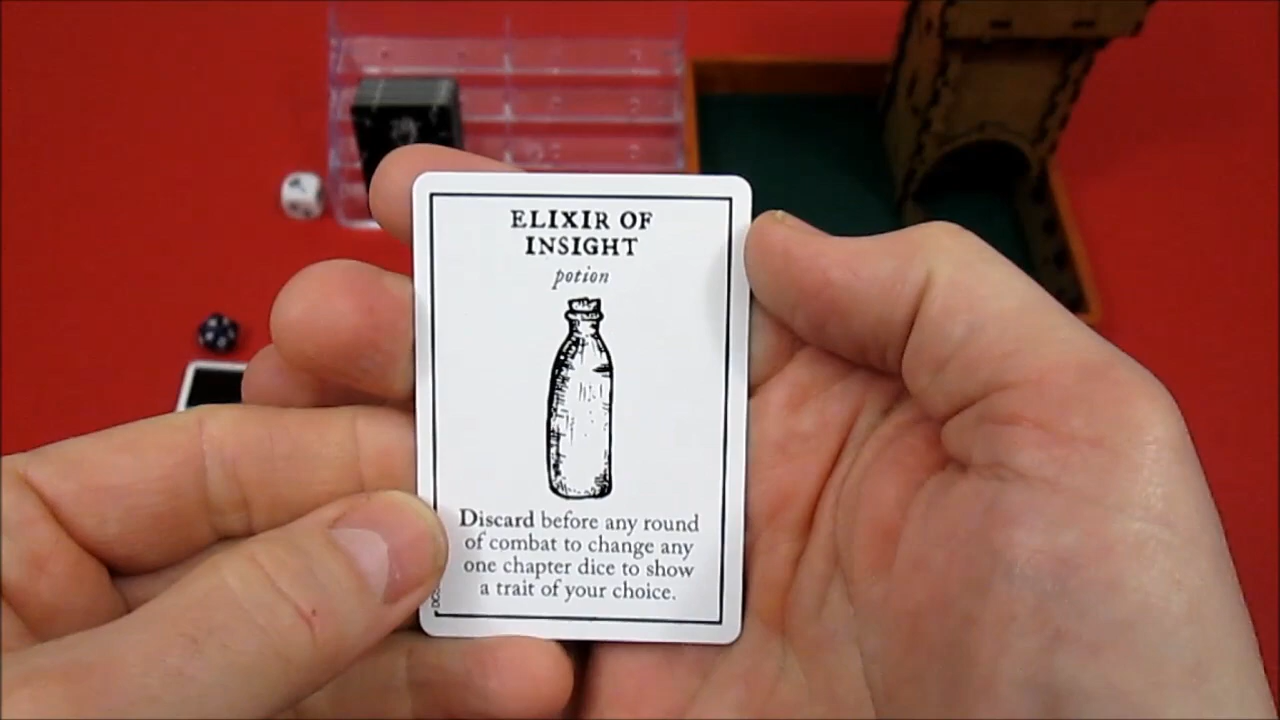 ELIXIR OF
INSIGHT
potion
Discard before any round
of combat to change any
one chapter dice to show
a trait of your choice.